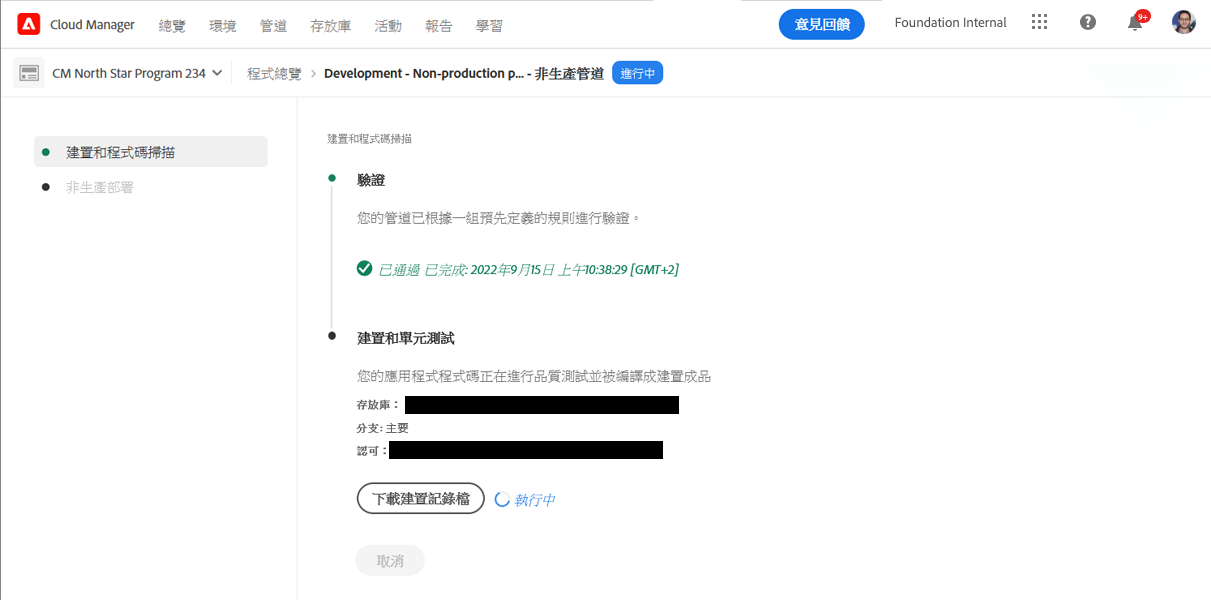 Cloud Manager 總覽 環境 管道 存放庫 活動 報告 學習 意見回饋 Foundation Internal 9+
CM North Star Program 234 程式總覽 Development - Non-production p... - 非生產管道 進行中
建置和程式碼掃描
非生產部署
建置和程式碼掃描
驗證
您的管道已根據一組預先定義的規則進行驗證。
已通過 已完成: 2022年9月15日 上午10:38:29 [GMT+2]
建置和單元測試
您的應用程式程式碼正在進行品質測試並被編譯成建置成品
存放庫：
分支: 主要
認可：
下載建置記錄檔 執行中
取消